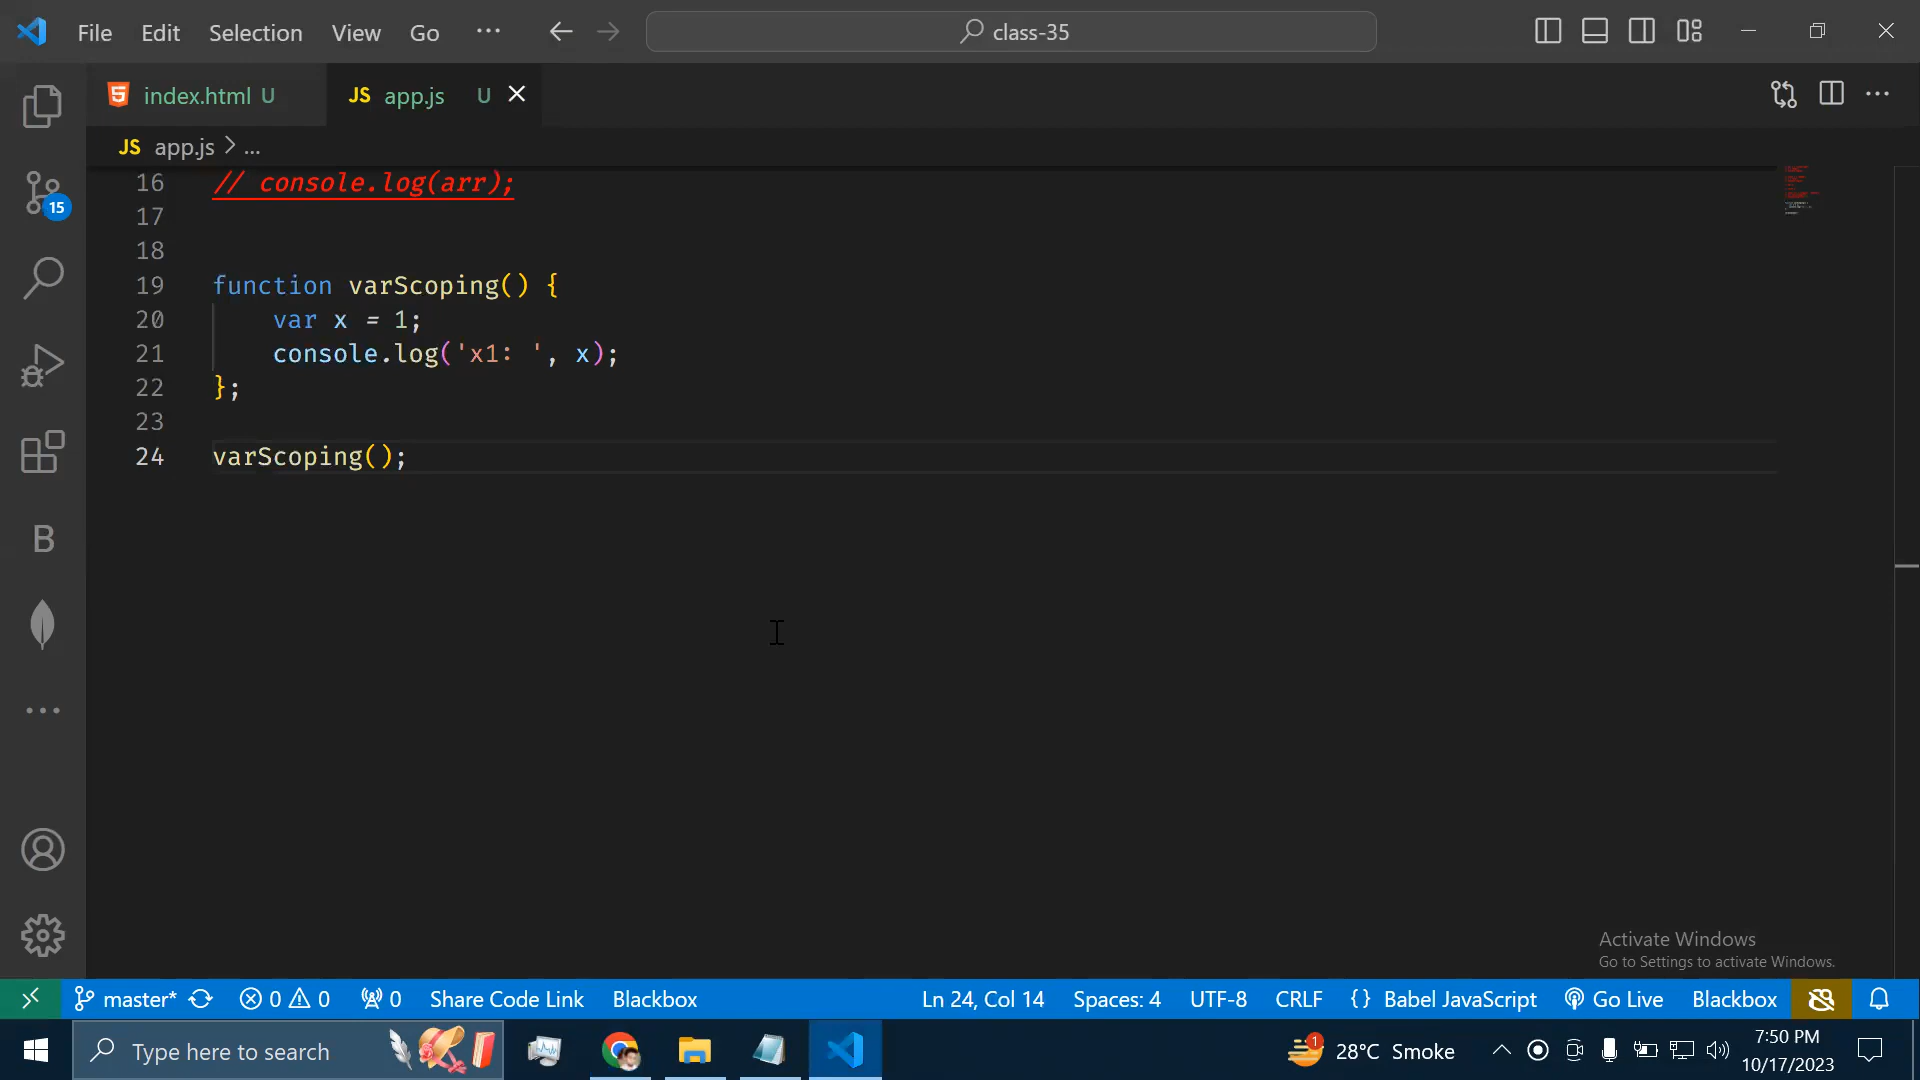 File Edit Selection View Go ··· class-35
index.html U JS app.js U
JS app.js > ...
16 // console.log(arr);
17
18
19 function varScoping() {
20 var x = 1;
21 console.log('x1: ', x);
22 };
23
24 varScoping();
15
B
Activate Windows
Go to Settings to activate Windows.
master* 0 0 0 Share Code Link Blackbox Ln 24, Col 14 Spaces: 4 UTF-8 CRLF {} Babel JavaScript Go Live Blackbox
Type here to search 1 28°C Smoke 7:50 PM
10/17/2023